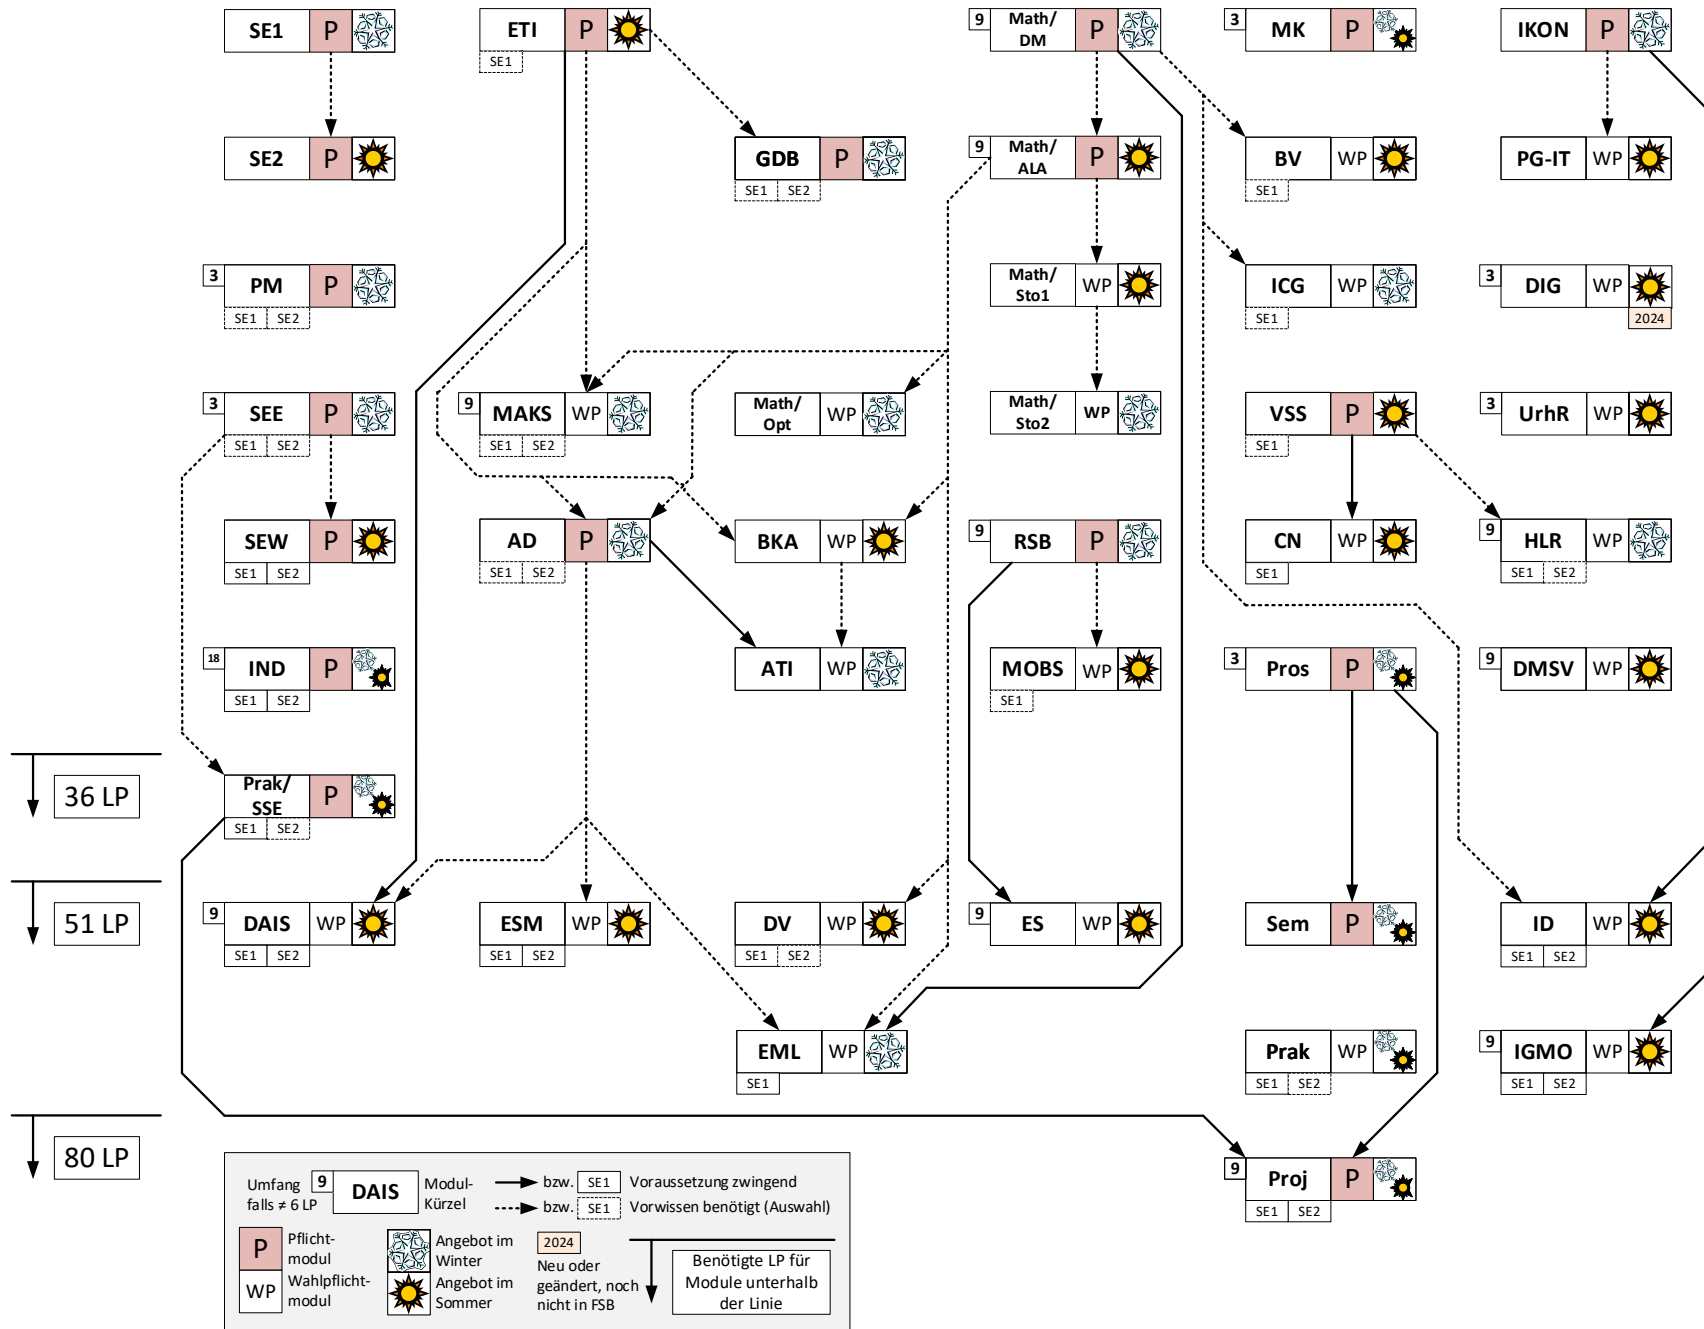 SE1 P
ETI P
SE1
9 Math/ DM P
3 MK P
IKON P
SE2 P
GDB P
SE1 SE2
9 Math/ ALA P
BV WP
SE1
PG-IT WP
3 PM P
SE1 SE2
Math/ Sto1 WP
ICG WP
SE1
3 DIG WP
2024
3 SEE P
SE1 SE2
9 MAKS WP
SE1 SE2
Math/ Opt WP
Math/ Sto2 WP
VSS P
SE1
3 UrhR WP
SEW P
SE1 SE2
AD P
SE1 SE2
BKA WP
9 RSB P
CN WP
SE1
9 HLR WP
SE1 SE2
18 IND P
SE1 SE2
ATI WP
MOBS WP
SE1
3 Pros P
9 DMSV WP
36 LP
Prak/ SSE P
SE1 SE2
51 LP
9 DAIS WP
SE1 SE2
ESM WP
SE1 SE2
DV WP
SE1 SE2
9 ES WP
Sem P
ID WP
SE1 SE2
EML WP
SE1
Prak WP
SE1 SE2
9 IGMO WP
SE1 SE2
80 LP
9 Proj P
SE1 SE2
Umfang
falls ≠ 6 LP
9 DAIS
Modul-
Kürzel
bzw. SE1 Voraussetzung zwingend
bzw. SE1 Vorwissen benötigt (Auswahl)
P Pflicht-
modul
WP Wahlpflicht-
modul
Angebot im
Winter
Angebot im
Sommer
2024
Neu oder
geändert, noch
nicht in FSB
Benötigte LP für
Module unterhalb
der Linie